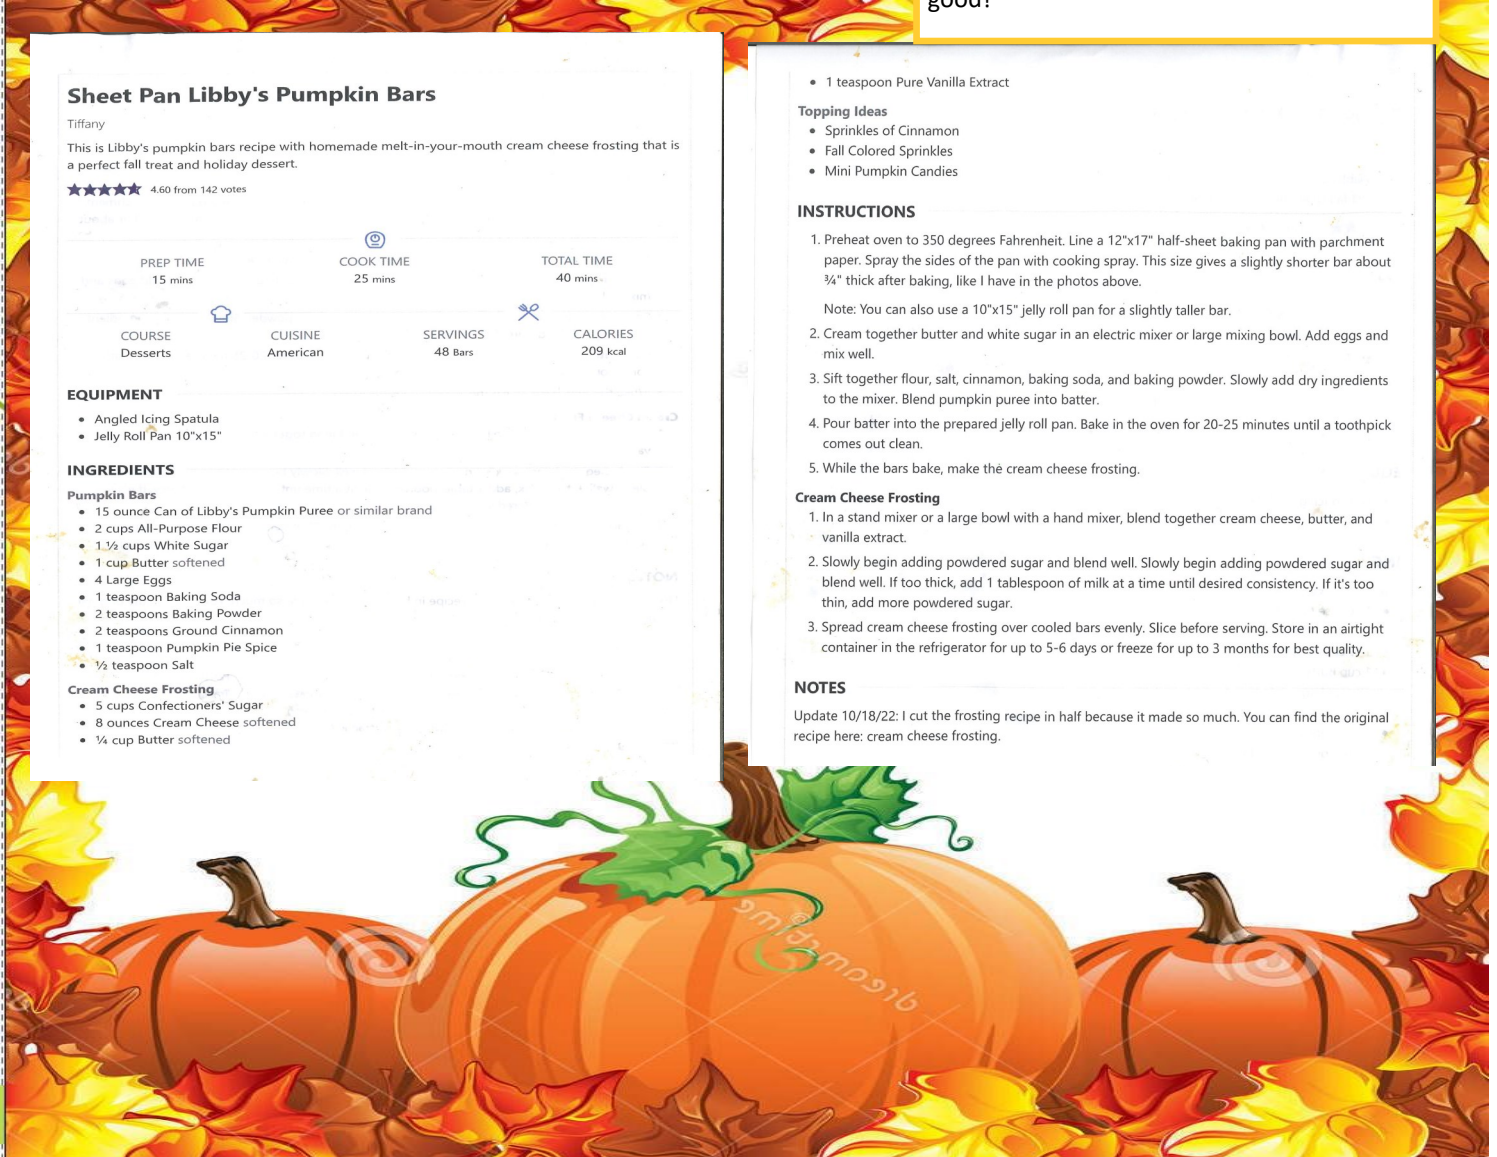 good!
Sheet Pan Libby's Pumpkin Bars
Tiffany
This is Libby's pumpkin bars recipe with homemade melt-in-your-mouth cream cheese frosting that is
a perfect fall treat and holiday dessert.
4.60 from 142 votes
PREP TIME
15 mins
COOK TIME
25 mins
TOTAL TIME
40 mins
COURSE
Desserts
CUISINE
American
SERVINGS
48 Bars
CALORIES
209 kcal
EQUIPMENT
• Angled Icing Spatula
• Jelly Roll Pan 10"x15"
INGREDIENTS
Pumpkin Bars
• 15 ounce Can of Libby's Pumpkin Puree or similar brand
• 2 cups All-Purpose Flour
• 1 ½ cups White Sugar
• 1 cup Butter softened
• 4 Large Eggs
• 1 teaspoon Baking Soda
• 2 teaspoons Baking Powder
• 2 teaspoons Ground Cinnamon
• 1 teaspoon Pumpkin Pie Spice
• ½ teaspoon Salt
Cream Cheese Frosting
• 5 cups Confectioners' Sugar
• 8 ounces Cream Cheese softened
• ¼ cup Butter softened
• 1 teaspoon Pure Vanilla Extract
Topping Ideas
• Sprinkles of Cinnamon
• Fall Colored Sprinkles
• Mini Pumpkin Candies
INSTRUCTIONS
1. Preheat oven to 350 degrees Fahrenheit. Line a 12"x17" half-sheet baking pan with parchment
paper. Spray the sides of the pan with cooking spray. This size gives a slightly shorter bar about
¾" thick after baking, like I have in the photos above.
Note: You can also use a 10"x15" jelly roll pan for a slightly taller bar.
2. Cream together butter and white sugar in an electric mixer or large mixing bowl. Add eggs and
mix well.
3. Sift together flour, salt, cinnamon, baking soda, and baking powder. Slowly add dry ingredients
to the mixer. Blend pumpkin puree into batter.
4. Pour batter into the prepared jelly roll pan. Bake in the oven for 20-25 minutes until a toothpick
comes out clean.
5. While the bars bake, make the cream cheese frosting.
Cream Cheese Frosting
1. In a stand mixer or a large bowl with a hand mixer, blend together cream cheese, butter, and
vanilla extract.
2. Slowly begin adding powdered sugar and blend well. Slowly begin adding powdered sugar and
blend well. If too thick, add 1 tablespoon of milk at a time until desired consistency. If it's too
thin, add more powdered sugar.
3. Spread cream cheese frosting over cooled bars evenly. Slice before serving. Store in an airtight
container in the refrigerator for up to 5-6 days or freeze for up to 3 months for best quality.
NOTES
Update 10/18/22: I cut the frosting recipe in half because it made so much. You can find the original
recipe here: cream cheese frosting.
dreamstime